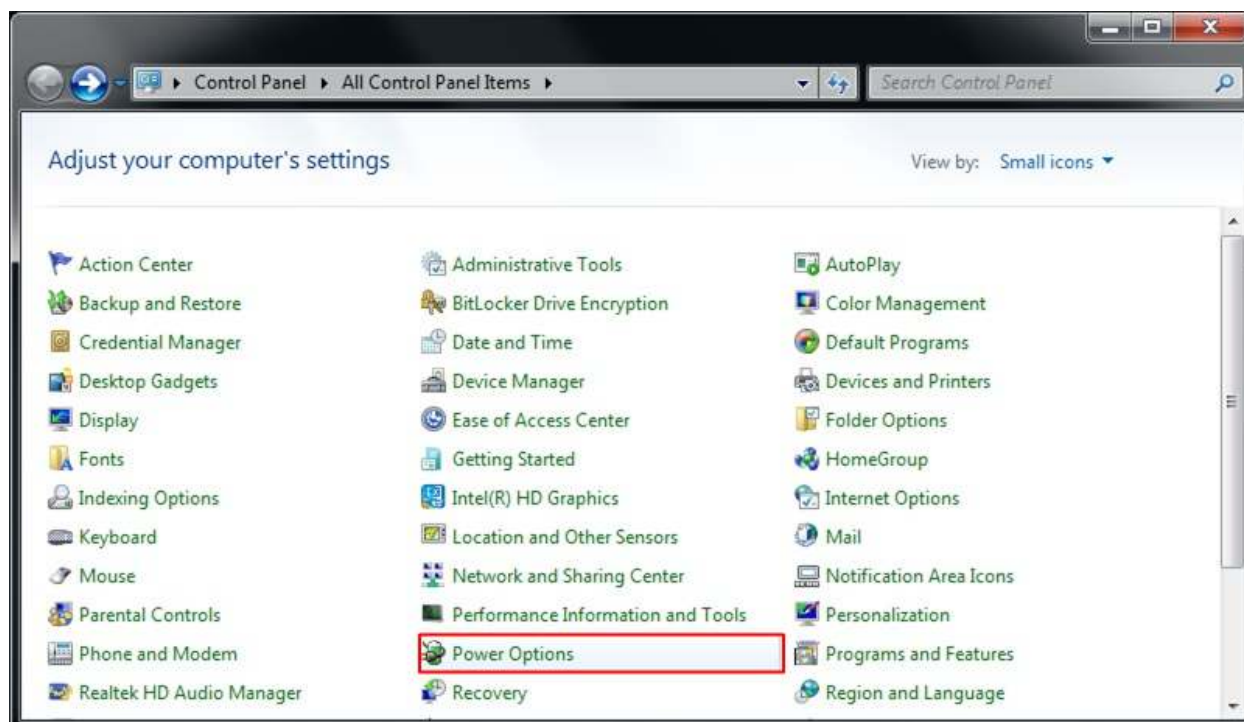 Control Panel ▸ All Control Panel Items ▸
Search Control Panel
Adjust your computer's settings
View by: Small icons
Action Center
Administrative Tools
AutoPlay
Backup and Restore
BitLocker Drive Encryption
Color Management
Credential Manager
Date and Time
Default Programs
Desktop Gadgets
Device Manager
Devices and Printers
Display
Ease of Access Center
Folder Options
Fonts
Getting Started
HomeGroup
Indexing Options
Intel(R) HD Graphics
Internet Options
Keyboard
Location and Other Sensors
Mail
Mouse
Network and Sharing Center
Notification Area Icons
Parental Controls
Performance Information and Tools
Personalization
Phone and Modem
Power Options
Programs and Features
Realtek HD Audio Manager
Recovery
Region and Language